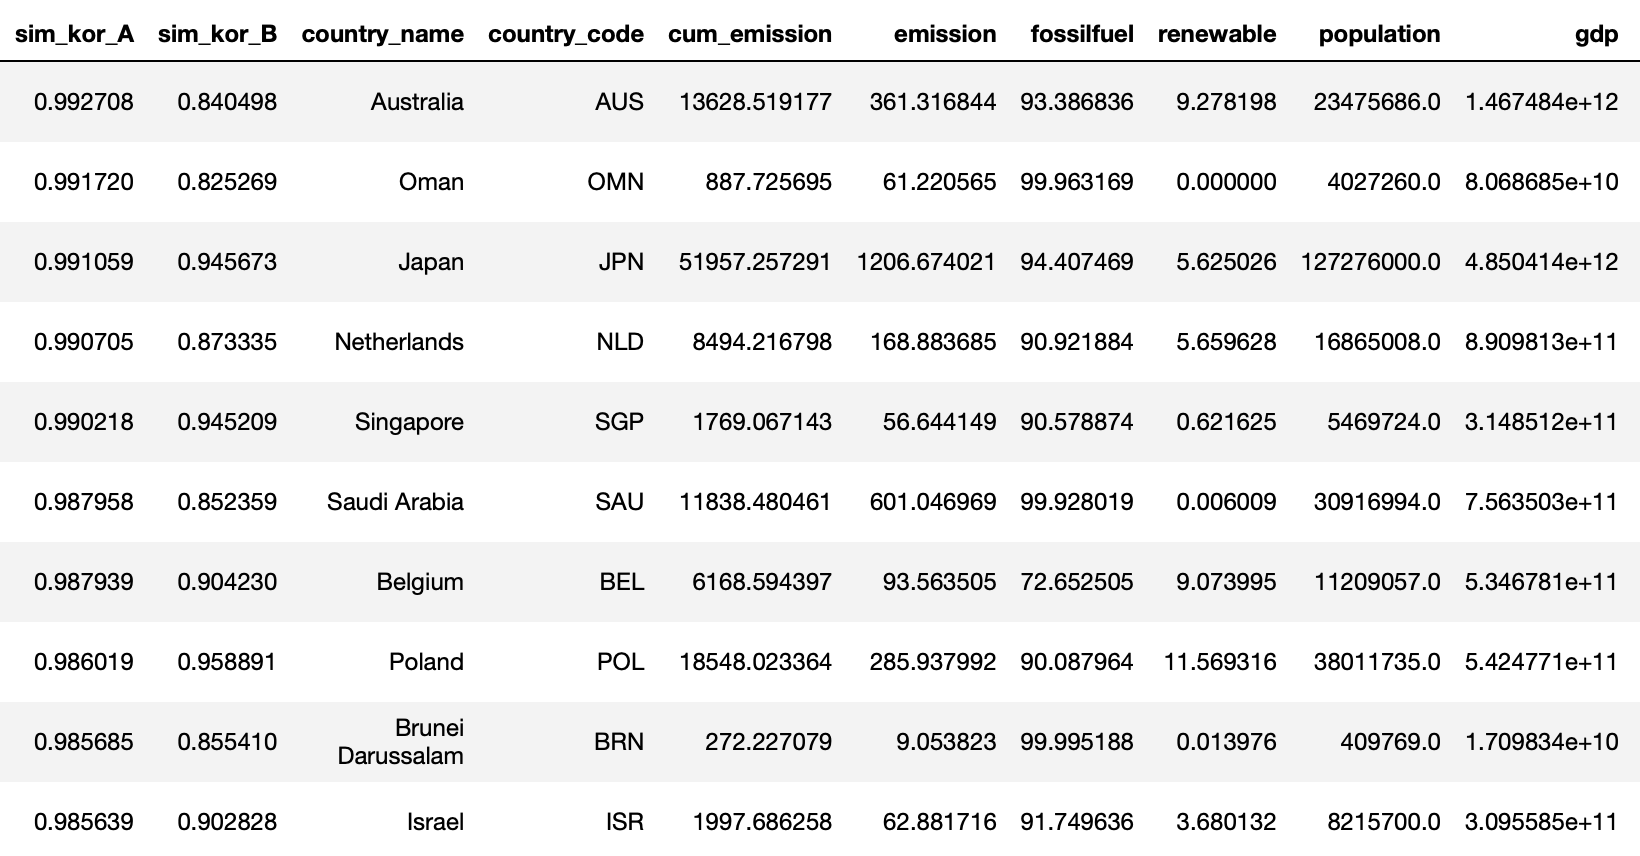 sim_kor_A sim_kor_B country_name country_code cum_emission emission fossilfuel renewable population gdp
0.992708 0.840498 Australia AUS 13628.519177 361.316844 93.386836 9.278198 23475686.0 1.467484e+12
0.991720 0.825269 Oman OMN 887.725695 61.220565 99.963169 0.000000 4027260.0 8.068685e+10
0.991059 0.945673 Japan JPN 51957.257291 1206.674021 94.407469 5.625026 127276000.0 4.850414e+12
0.990705 0.873335 Netherlands NLD 8494.216798 168.883685 90.921884 5.659628 16865008.0 8.909813e+11
0.990218 0.945209 Singapore SGP 1769.067143 56.644149 90.578874 0.621625 5469724.0 3.148512e+11
0.987958 0.852359 Saudi Arabia SAU 11838.480461 601.046969 99.928019 0.006009 30916994.0 7.563503e+11
0.987939 0.904230 Belgium BEL 6168.594397 93.563505 72.652505 9.073995 11209057.0 5.346781e+11
0.986019 0.958891 Poland POL 18548.023364 285.937992 90.087964 11.569316 38011735.0 5.424771e+11
0.985685 0.855410 Brunei Darussalam BRN 272.227079 9.053823 99.995188 0.013976 409769.0 1.709834e+10
0.985639 0.902828 Israel ISR 1997.686258 62.881716 91.749636 3.680132 8215700.0 3.095585e+11